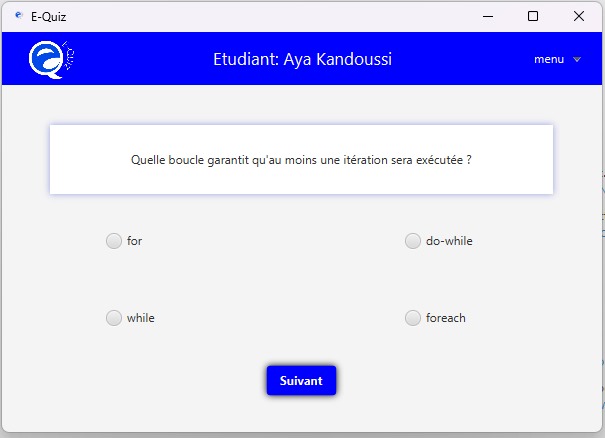 E-Quiz
Etudiant: Aya Kandoussi
menu
Quelle boucle garantit qu'au moins une itération sera exécutée ?
for
do-while
while
foreach
Suivant